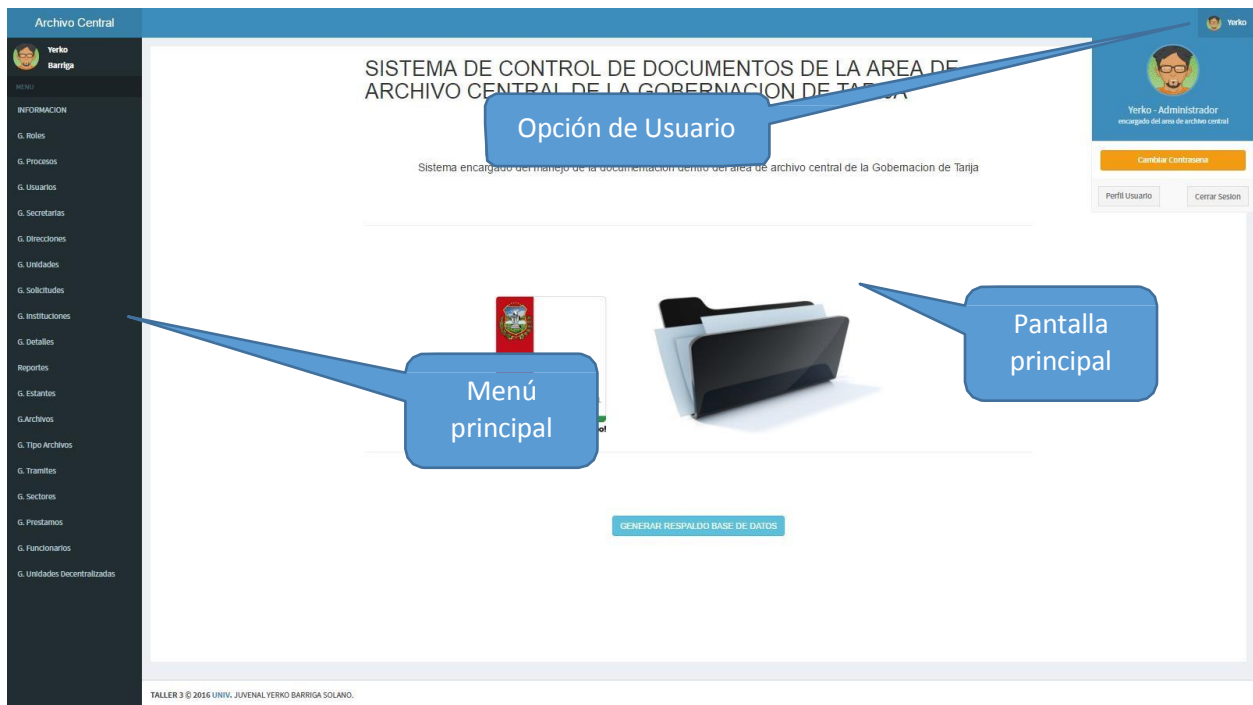 Archivo Central
Yerko
Yerko
Barriga
MENU
INFORMACION
G. Roles
G. Procesos
G. Usuarios
G. Secretarias
G. Direcciones
G. Unidades
G. Solicitudes
G. Instituciones
G. Detalles
Reportes
G. Estantes
G.Archivos
G. Tipo Archivos
G. Tramites
G. Sectores
G. Prestamos
G. Funcionarios
G. Unidades Decentralizadas
SISTEMA DE CONTROL DE DOCUMENTOS DE LA AREA DE
ARCHIVO CENTRAL DE LA GOBERNACION DE TARIJA
Opción de Usuario
Sistema encargado del manejo de la documentacion dentro del area de archivo central de la Gobernacion de Tarija
Yerko - Administrador
encargado del area de archivo central
Cambiar Contrasena
Perfil Usuario
Cerrar Sesion
Pantalla
principal
Menú
principal
GENERAR RESPALDO BASE DE DATOS
TALLER 3 © 2016 UNIV. JUVENAL YERKO BARRIGA SOLANO.